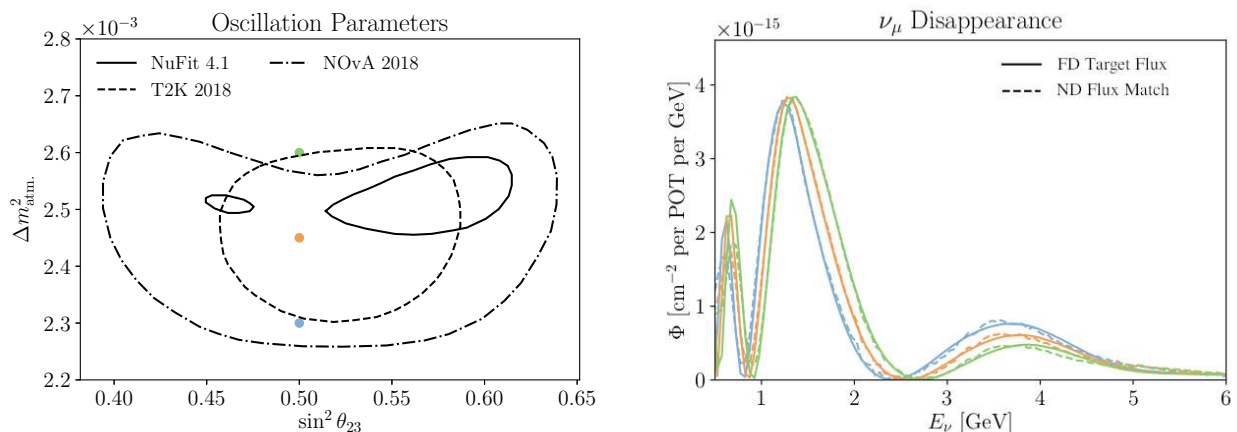 Oscillation Parameters
×10⁻³
2.8
2.7
2.6
2.5
2.4
2.3
2.2
Δm²atm.
NuFit 4.1
NOvA 2018
T2K 2018
0.40 0.45 0.50 0.55 0.60 0.65
sin² θ₂₃
ν_μ Disappearance
×10⁻¹⁵
4
3
2
1
0
Φ [cm⁻² per POT per GeV]
FD Target Flux
ND Flux Match
1 2 3 4 5 6
E_ν [GeV]